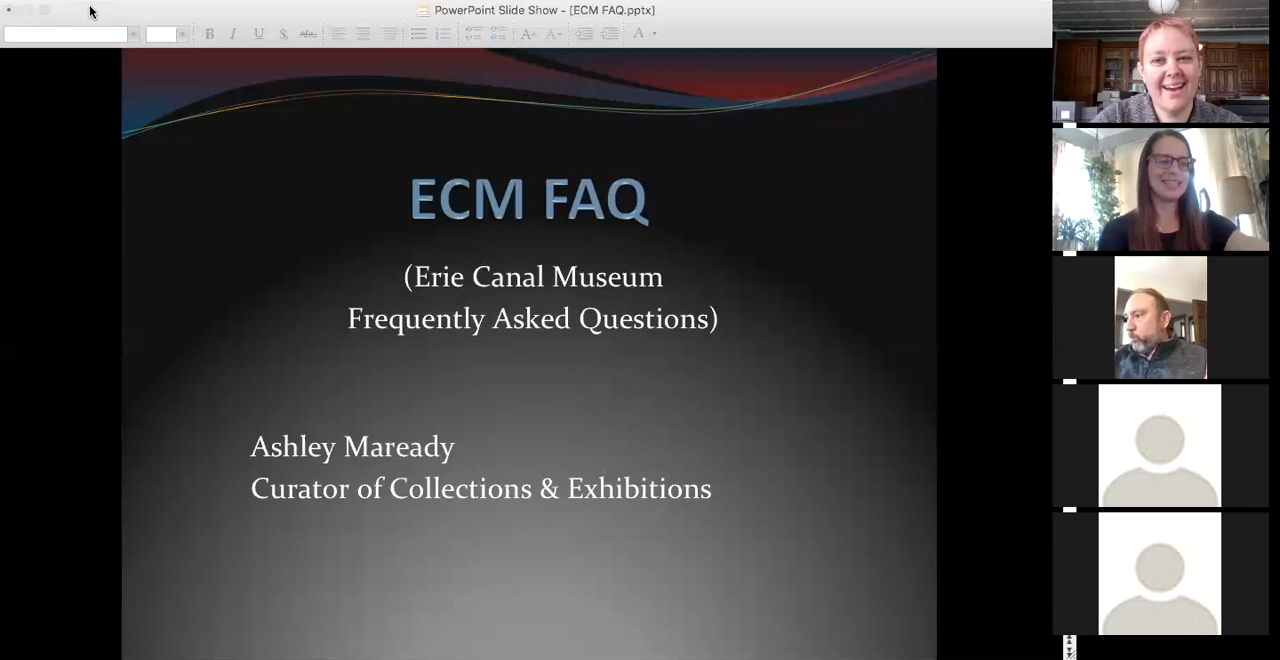 PowerPoint Slide Show - [ECM FAQ.pptx]
B I U S ABC A A A
ECM FAQ
(Erie Canal Museum
Frequently Asked Questions)
Ashley Maready
Curator of Collections & Exhibitions